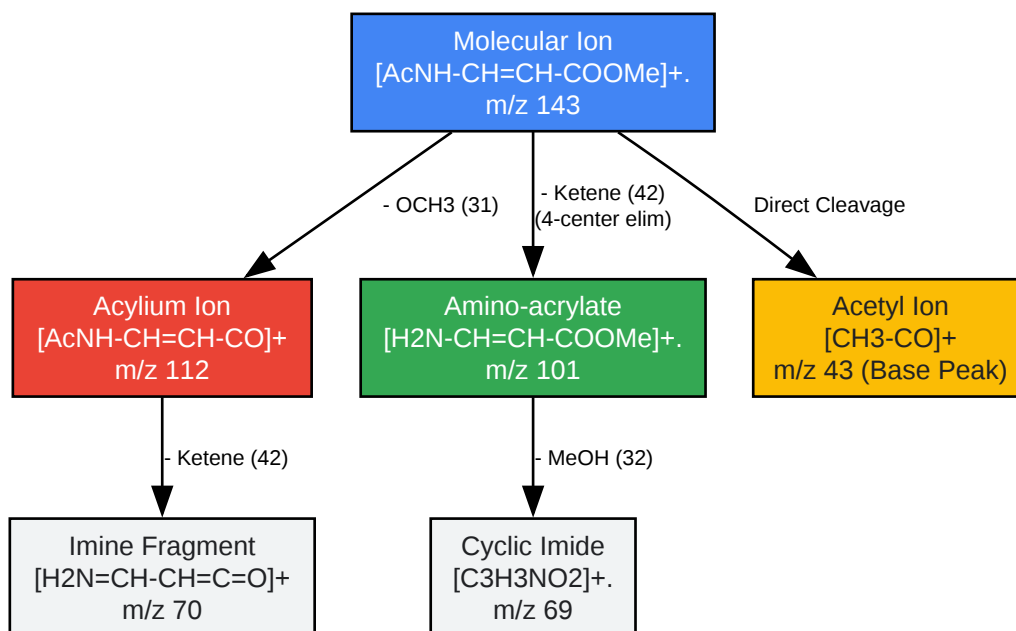 Molecular Ion
[AcNH-CH=CH-COOMe]+.
m/z 143
- OCH3 (31)
- Ketene (42)
(4-center elim)
Direct Cleavage
Acylium Ion
[AcNH-CH=CH-CO]+
m/z 112
Amino-acrylate
[H2N-CH=CH-COOMe]+.
m/z 101
Acetyl Ion
[CH3-CO]+
m/z 43 (Base Peak)
- Ketene (42)
- MeOH (32)
Imine Fragment
[H2N=CH-CH=C=O]+
m/z 70
Cyclic Imide
[C3H3NO2]+.
m/z 69